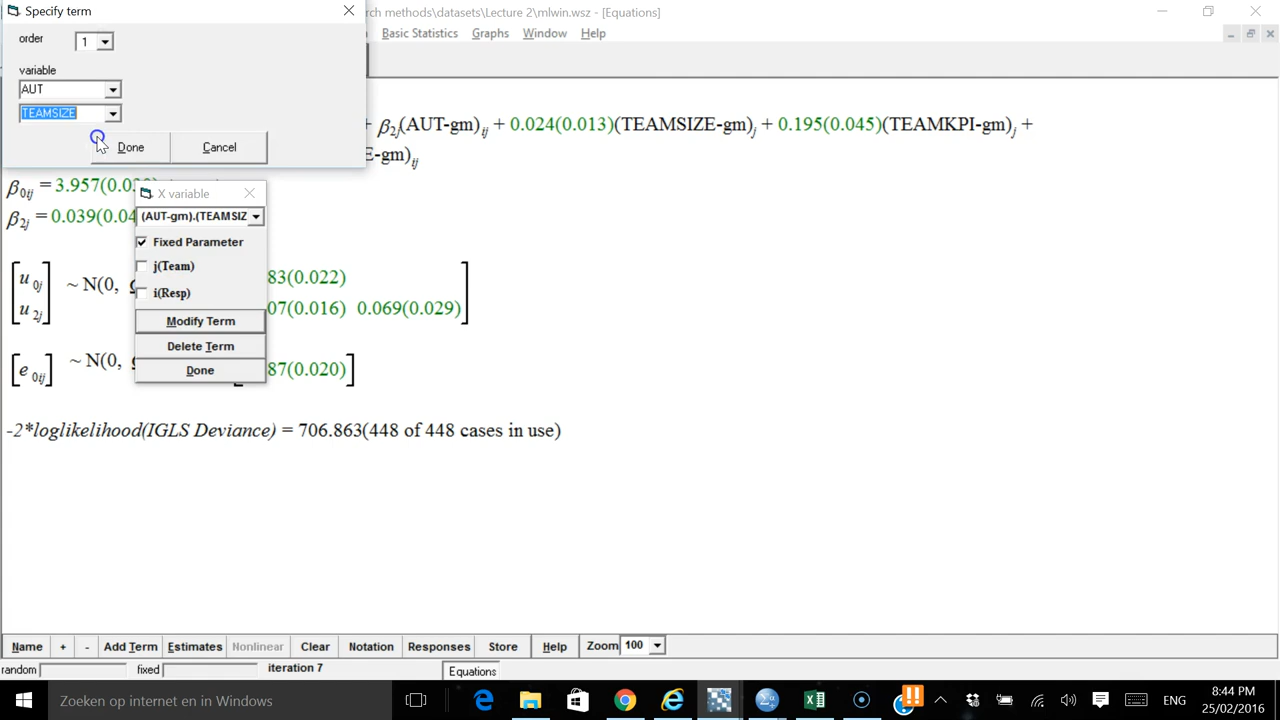 Specify term
rch methods\datasets\Lecture 2\mlwin.wsz - [Equations]
order 1
Basic Statistics Graphs Window Help
variable
AUT
TEAMSIZE
+ β2j(AUT-gm)ij + 0.024(0.013)(TEAMSIZE-gm)j + 0.195(0.045)(TEAMKPI-gm)j +
Done Cancel
E-gm)ij
β0ij = 3.957(0.0
X variable
β2j = 0.039(0.04
(AUT-gm).(TEAMSIZ
Fixed Parameter
j(Team)
i(Resp)
[u0j] ~ N(0, 83(0.022)
[u2j] 07(0.016) 0.069(0.029)
Modify Term
Delete Term
Done
[e0ij] ~ N(0, 87(0.020)]
-2*loglikelihood(IGLS Deviance) = 706.863(448 of 448 cases in use)
Name + - Add Term Estimates Nonlinear Clear Notation Responses Store Help Zoom 100
random fixed iteration 7 Equations
Zoeken op internet en in Windows
ENG
8:44 PM
25/02/2016